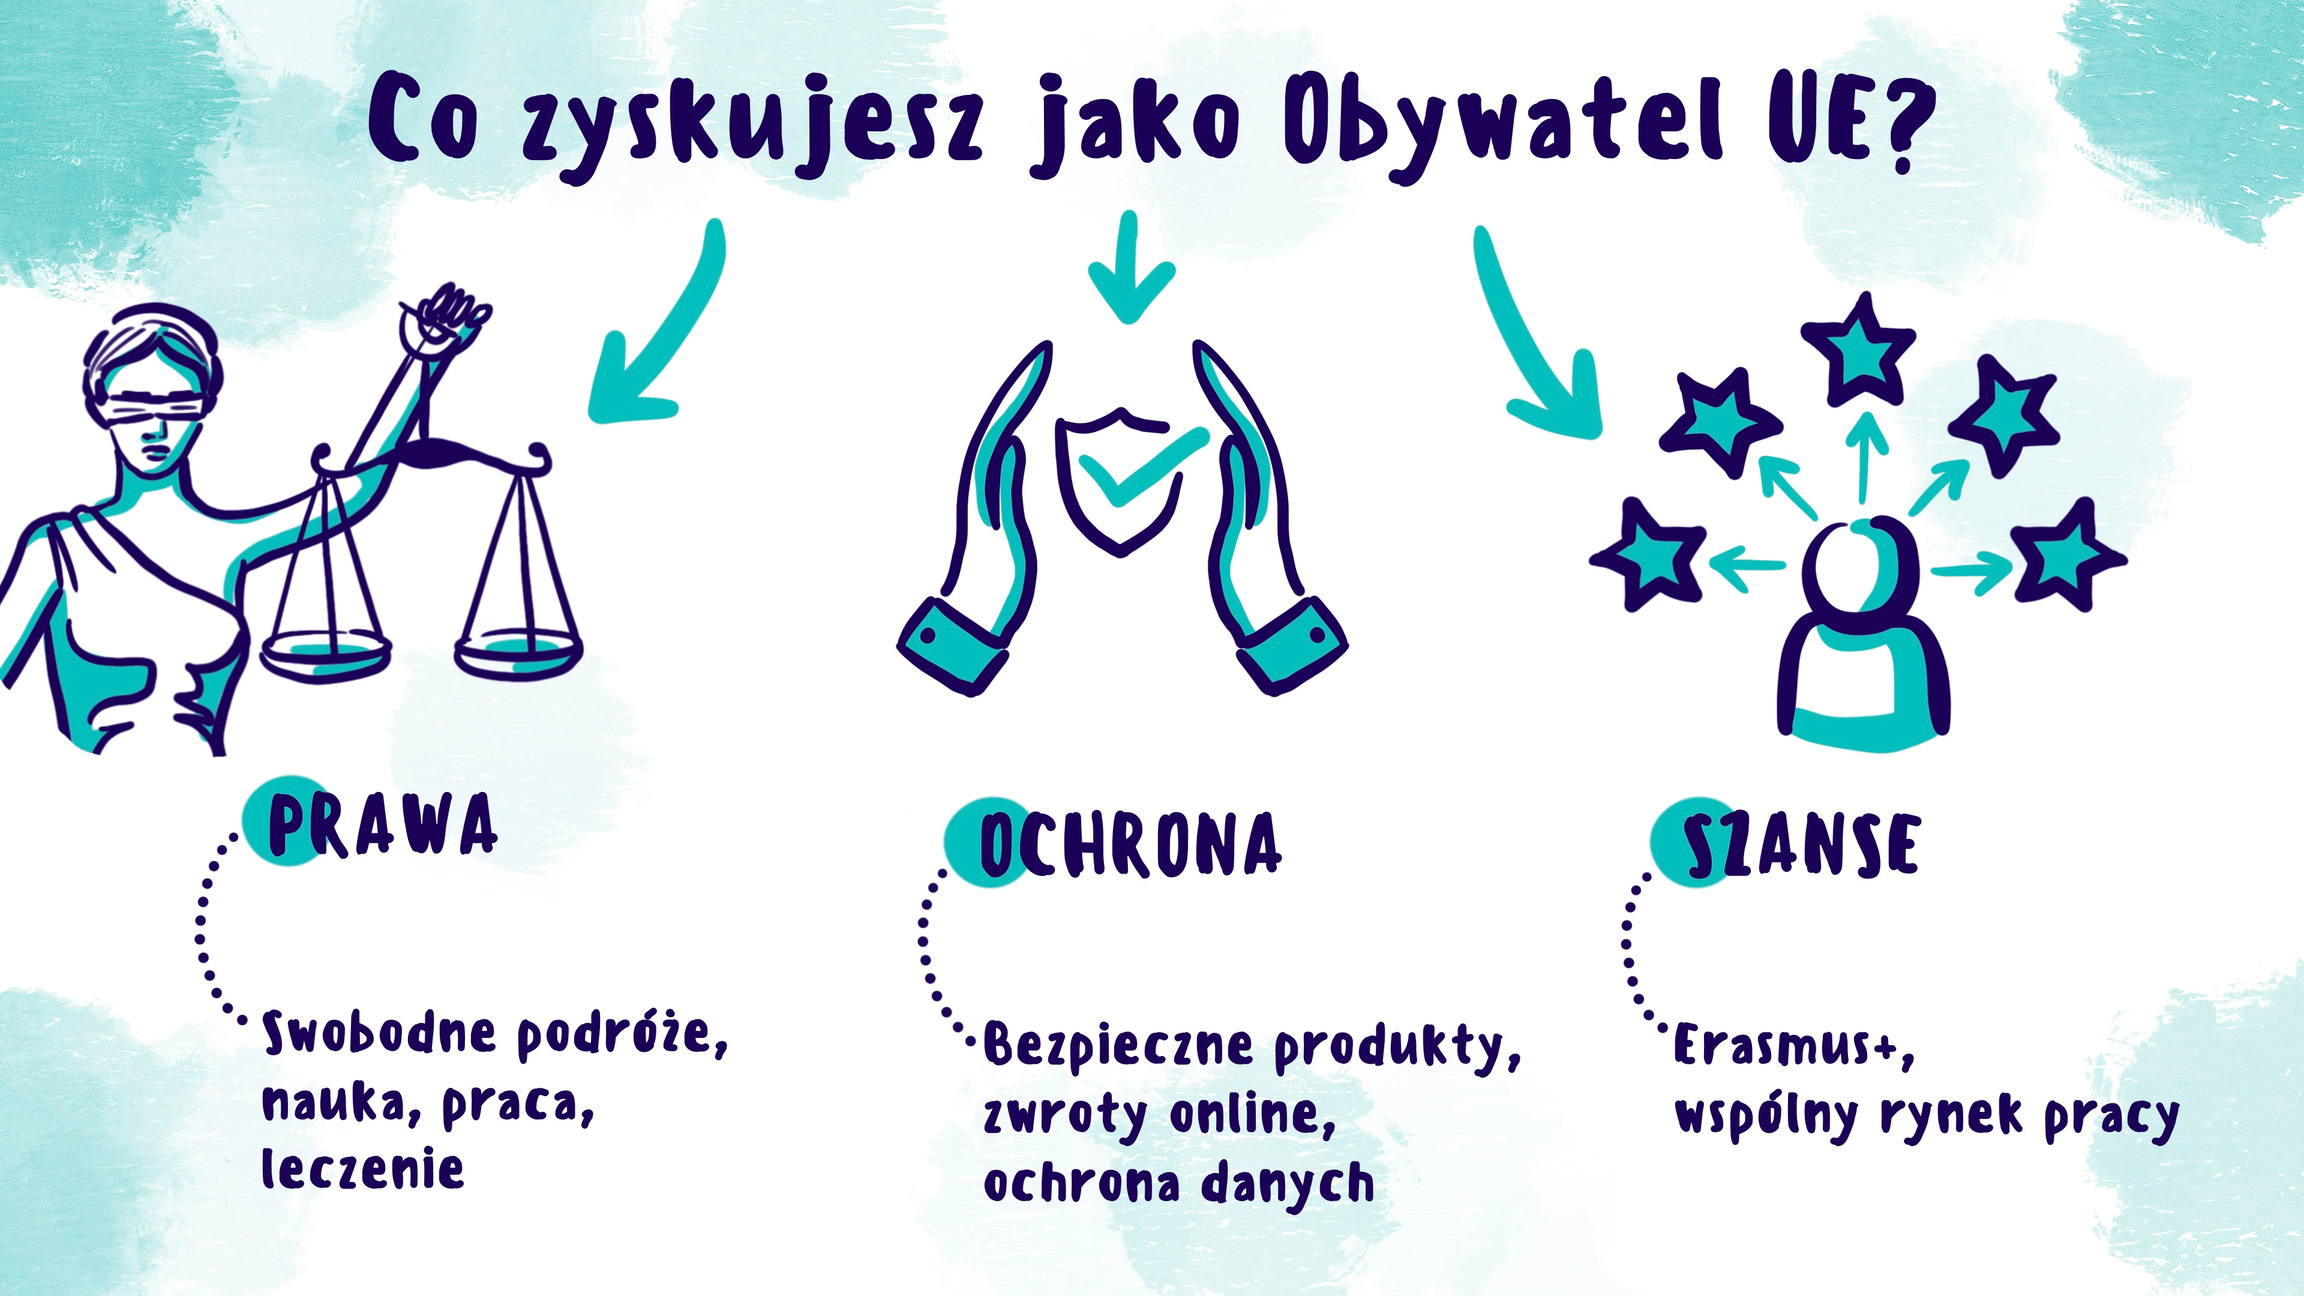 Co zyskujesz jako Obywatel UE?
PRAWA
Swobodne podróże,
nauka, praca,
leczenie
OCHRONA
Bezpieczne produkty,
zwroty online,
ochrona danych
SZANSE
Erasmus+,
wspólny rynek pracy